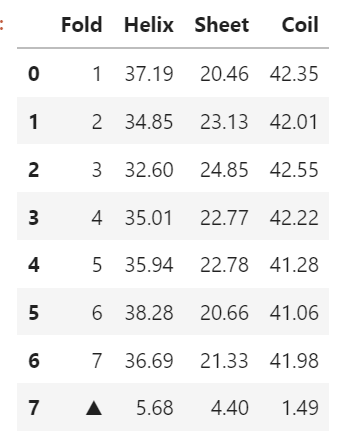 :
Fold Helix Sheet Coil
0 1 37.19 20.46 42.35
1 2 34.85 23.13 42.01
2 3 32.60 24.85 42.55
3 4 35.01 22.77 42.22
4 5 35.94 22.78 41.28
5 6 38.28 20.66 41.06
6 7 36.69 21.33 41.98
7 ▲ 5.68 4.40 1.49